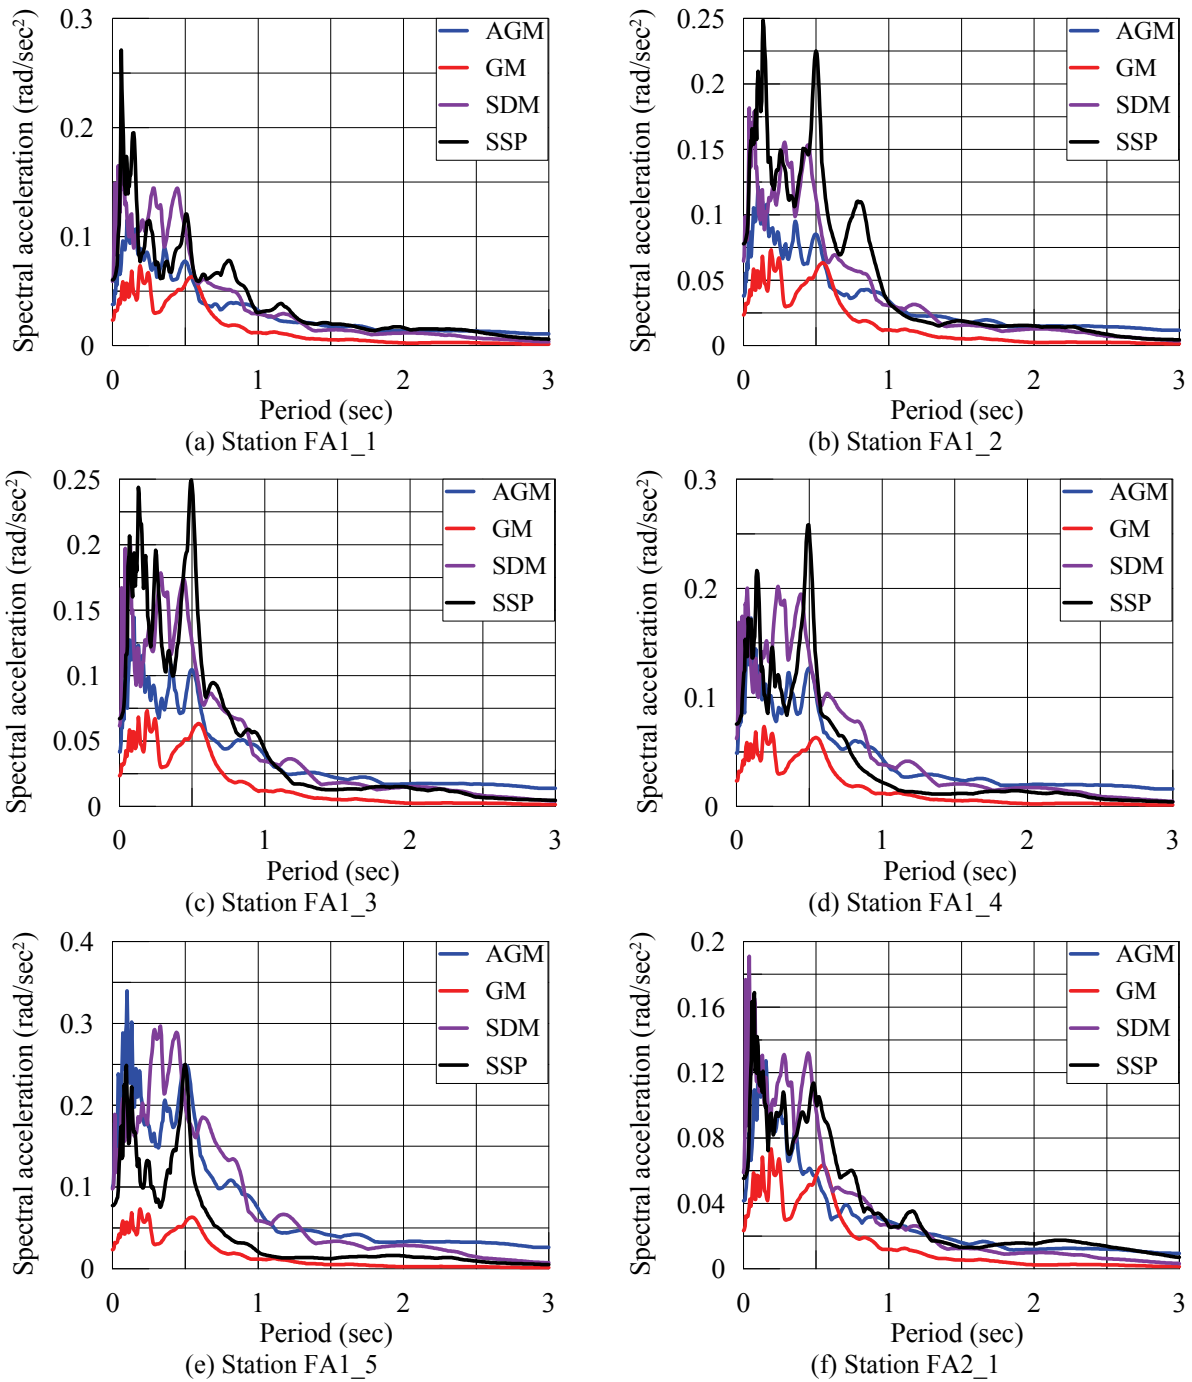 Spectral acceleration (rad/sec²)
0.3
0.2
0.1
0
AGM
GM
SDM
SSP
0 1 2 3
Period (sec)
(a) Station FA1_1
Spectral acceleration (rad/sec²)
0.25
0.2
0.15
0.1
0.05
0
AGM
GM
SDM
SSP
0 1 2 3
Period (sec)
(b) Station FA1_2
Spectral acceleration (rad/sec²)
0.25
0.2
0.15
0.1
0.05
0
AGM
GM
SDM
SSP
0 1 2 3
Period (sec)
(c) Station FA1_3
Spectral acceleration (rad/sec²)
0.3
0.2
0.1
0
AGM
GM
SDM
SSP
0 1 2 3
Period (sec)
(d) Station FA1_4
Spectral acceleration (rad/sec²)
0.4
0.3
0.2
0.1
0
AGM
GM
SDM
SSP
0 1 2 3
Period (sec)
(e) Station FA1_5
Spectral acceleration (rad/sec²)
0.2
0.16
0.12
0.08
0.04
0
AGM
GM
SDM
SSP
0 1 2 3
Period (sec)
(f) Station FA2_1